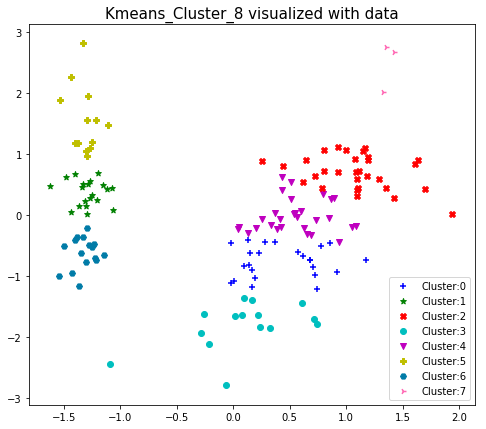 Kmeans_Cluster_8 visualized with data
3
2
1
0
−1
−2
−3
−1.5
−1.0
−0.5
0.0
0.5
1.0
1.5
2.0
Cluster:0
Cluster:1
Cluster:2
Cluster:3
Cluster:4
Cluster:5
Cluster:6
Cluster:7